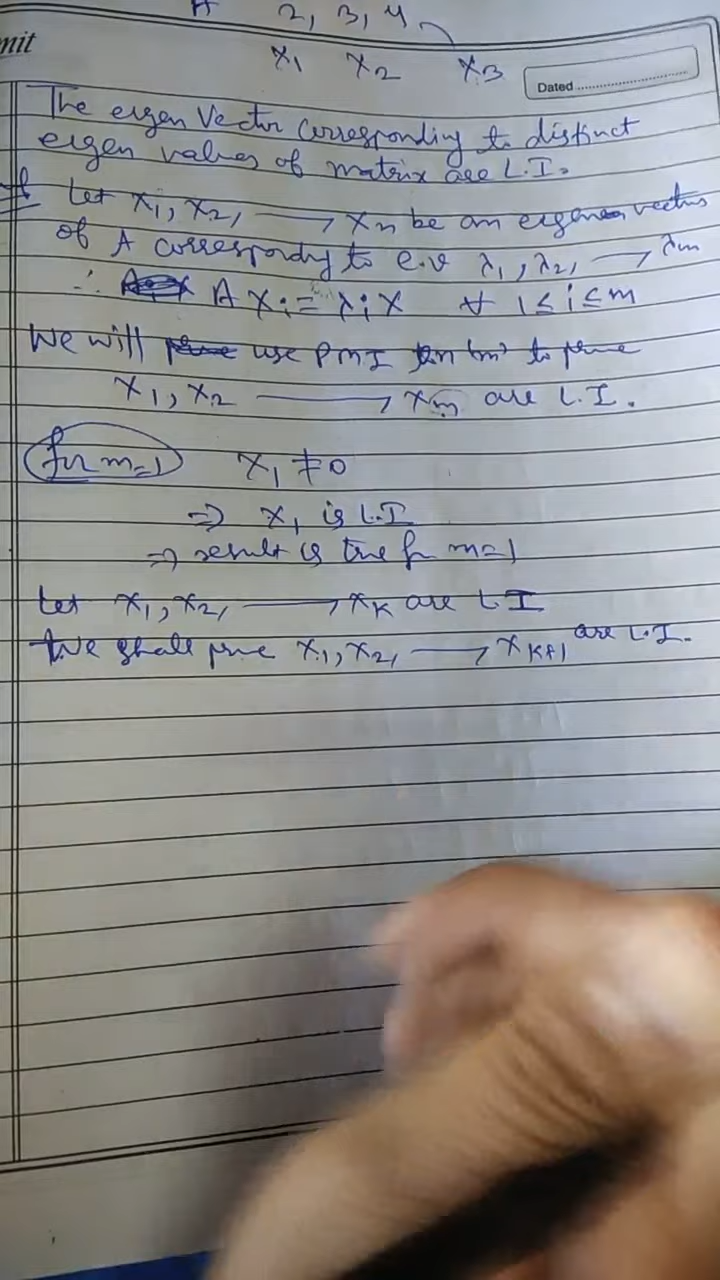 A 2, 3, 4
mit
x1 x2 x3
Dated
The eigen Vector corresponding to distinct
eigen values of matrix are L.I.
Let x1, x2, → xn be an eigen vectors
of A correspondy to e.v λ1, λ2, → λm
∴ A xi = λi x ∀ 1 ≤ i ≤ m
We will use PMI on 'm' to prove
x1, x2 → xm are L.I.
for m=1 x1 ≠ 0
⇒ x1 is L.I
⇒ result is true for m=1
Let x1, x2, → xK are L.I
We shall prove x1, x2, → xK+1 are L.I.